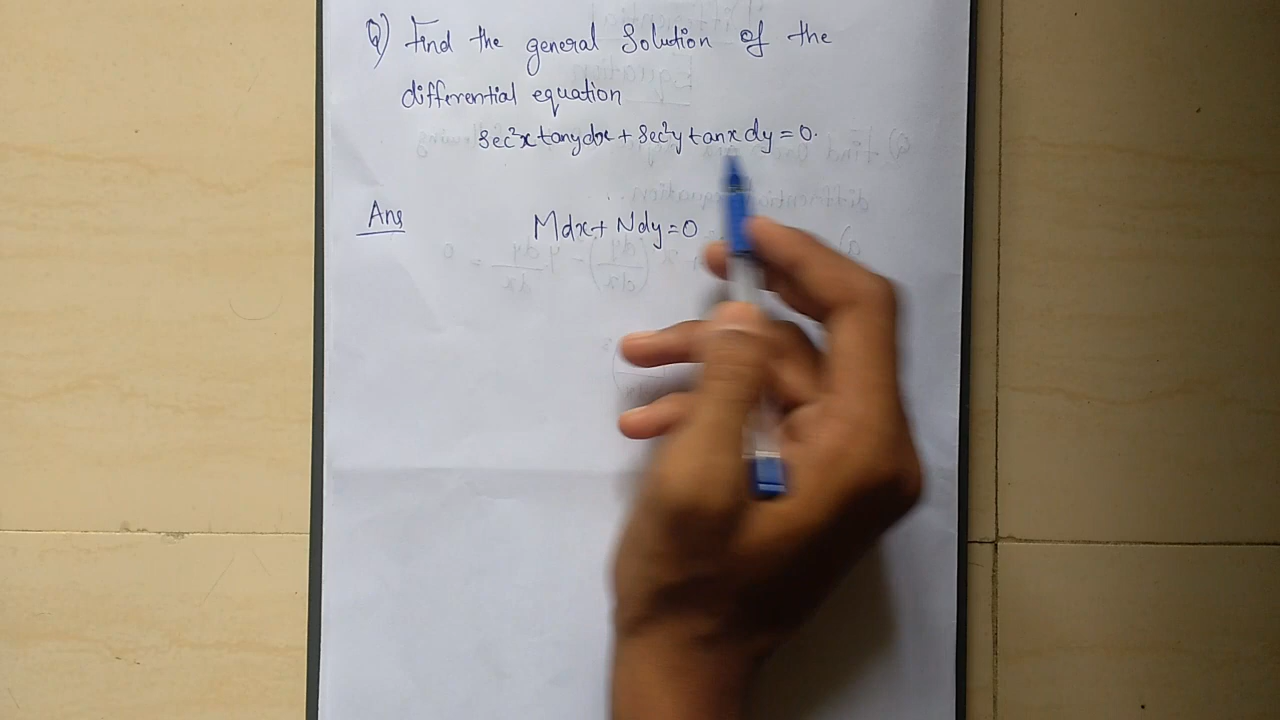 Q) Find the general Solution of the
differential equation
sec²x tany dx + sec²y tanx dy = 0.
Ans
Mdx + Ndy = 0